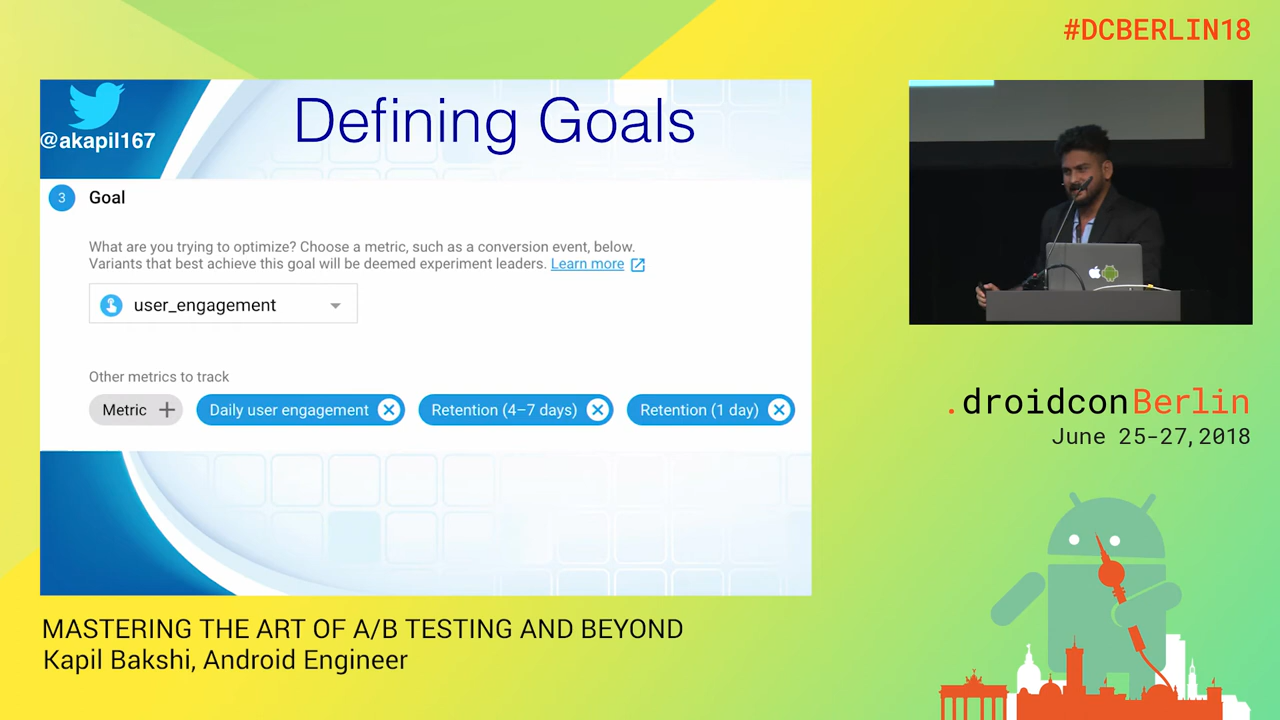 #DCBERLIN18
@akapil167
Defining Goals
3 Goal
What are you trying to optimize? Choose a metric, such as a conversion event, below.
Variants that best achieve this goal will be deemed experiment leaders. Learn more
user_engagement
Other metrics to track
Metric + Daily user engagement Retention (4–7 days) Retention (1 day)
.droidconBerlin
June 25-27, 2018
MASTERING THE ART OF A/B TESTING AND BEYOND
Kapil Bakshi, Android Engineer